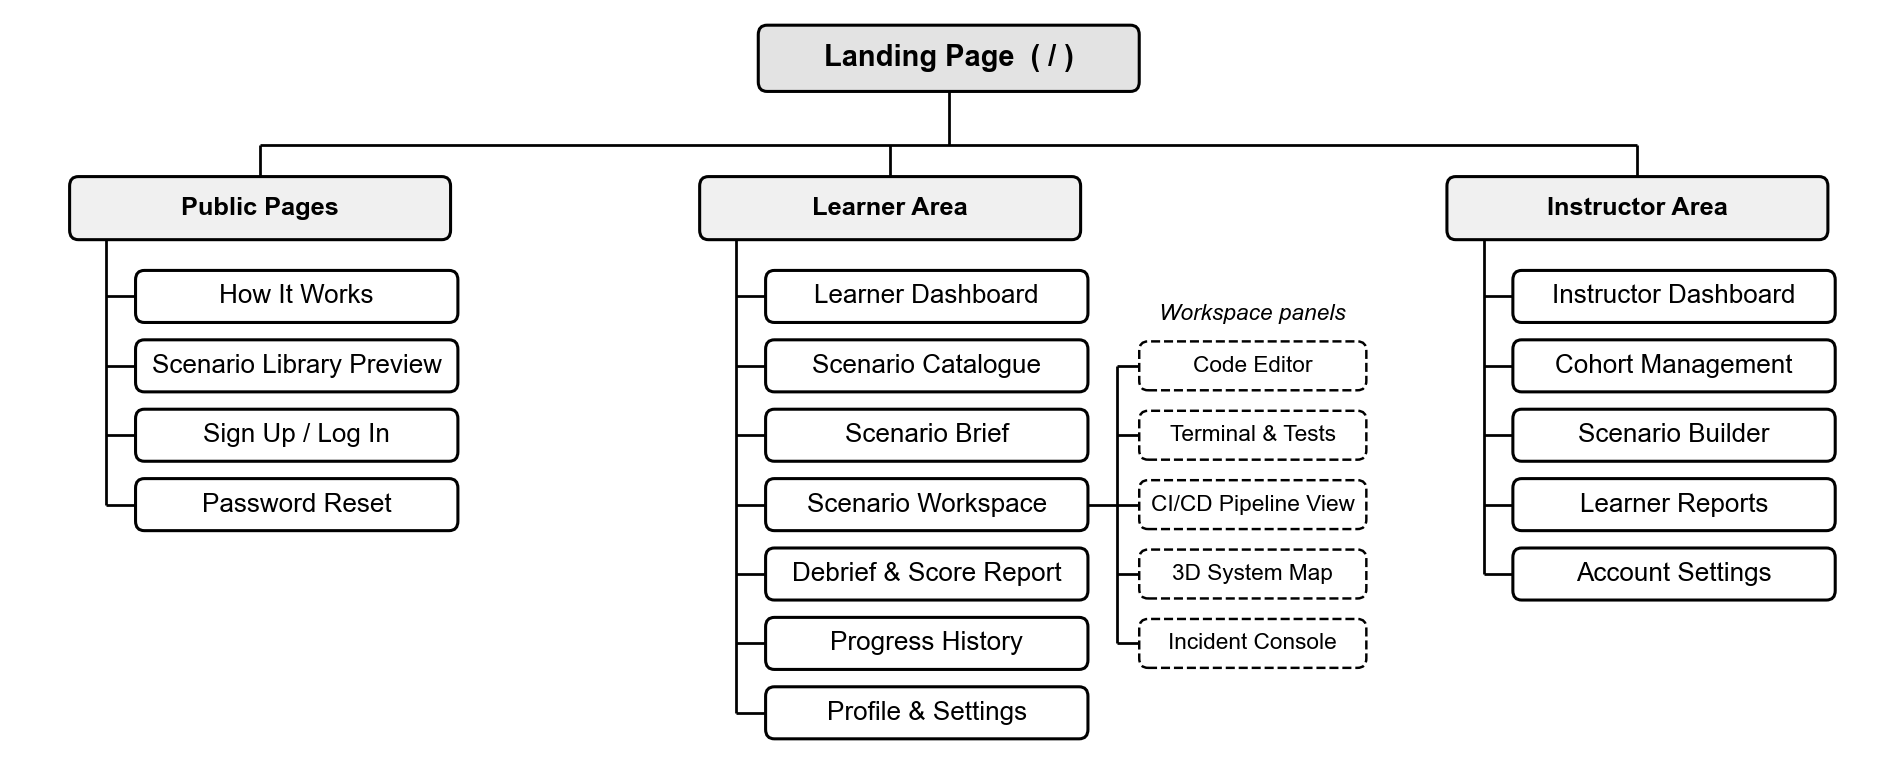 Landing Page ( / )
Public Pages
How It Works
Scenario Library Preview
Sign Up / Log In
Password Reset
Learner Area
Learner Dashboard
Scenario Catalogue
Scenario Brief
Scenario Workspace
Debrief & Score Report
Progress History
Profile & Settings
Workspace panels
Code Editor
Terminal & Tests
CI/CD Pipeline View
3D System Map
Incident Console
Instructor Area
Instructor Dashboard
Cohort Management
Scenario Builder
Learner Reports
Account Settings